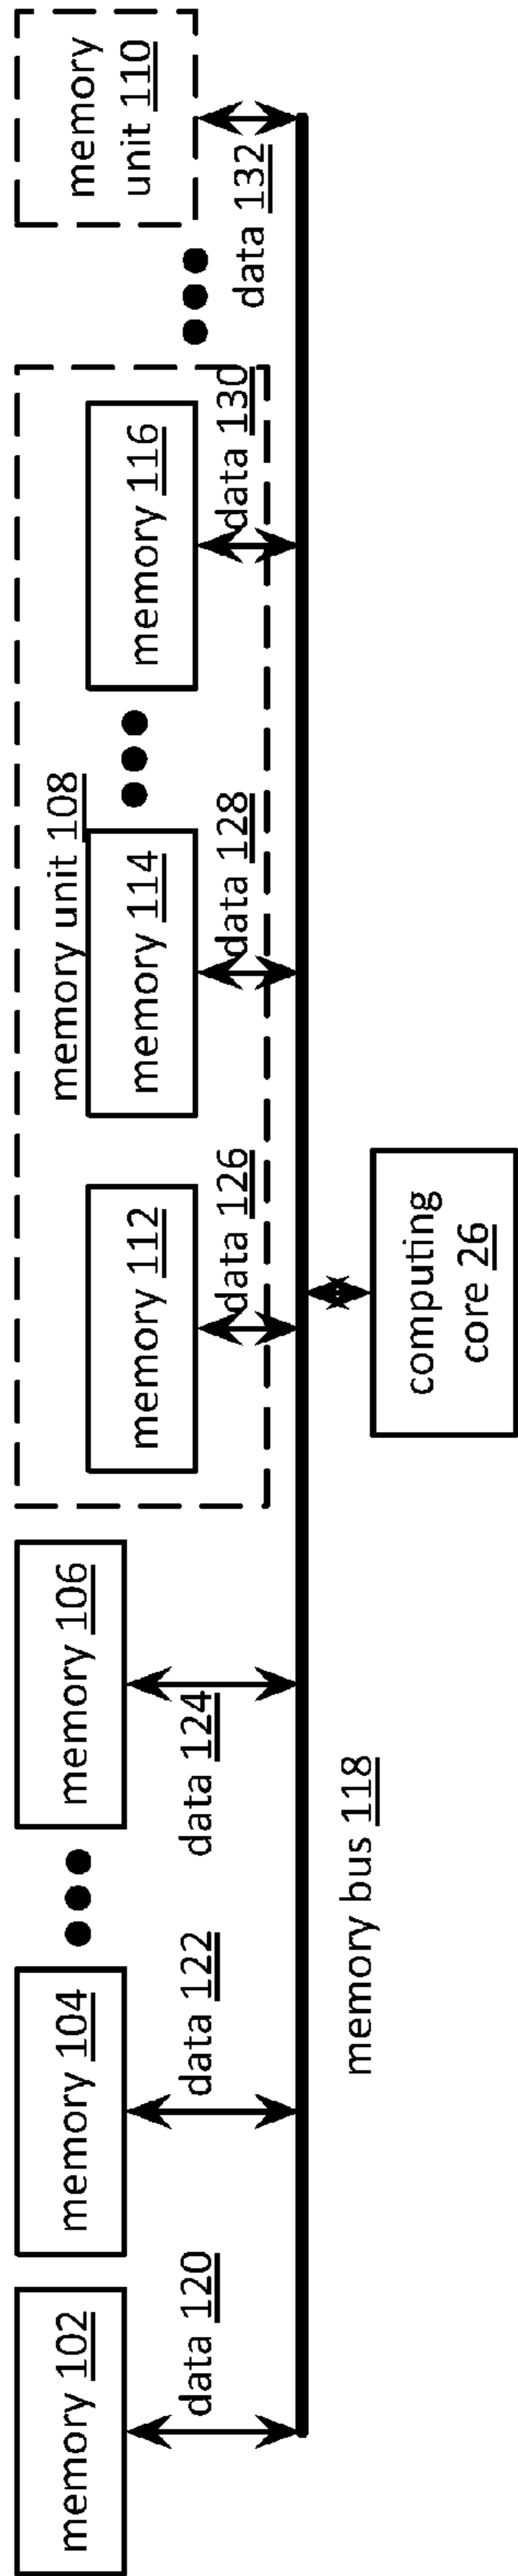 memory 102
memory 104
memory 106
memory unit 108
memory 112
memory 114
memory 116
memory
unit 110
data 120
data 122
data 124
data 126
data 128
data 130
data 132
memory bus 118
computing
core 26